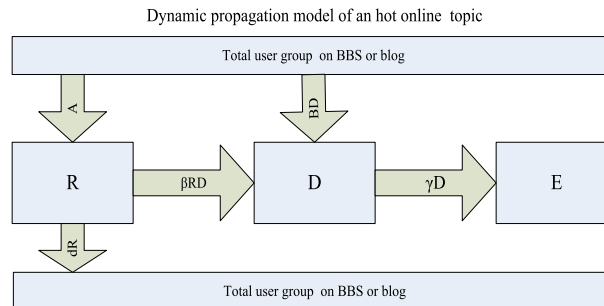 Dynamic propagation model of an hot online topic
Total user group on BBS or blog
A
BD
R
βRD
D
γD
E
dR
Total user group on BBS or blog